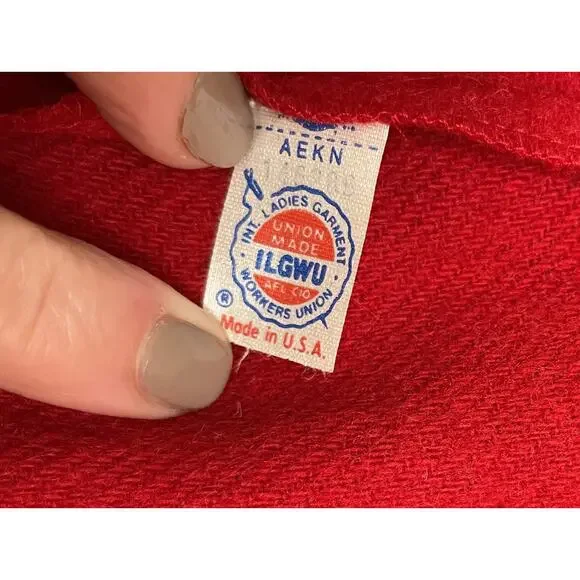 AEKN
INT. LADIES GARMENT
UNION
MADE
ILGWU
AFL CIO
WORKERS UNION
®
Made in U.S.A.